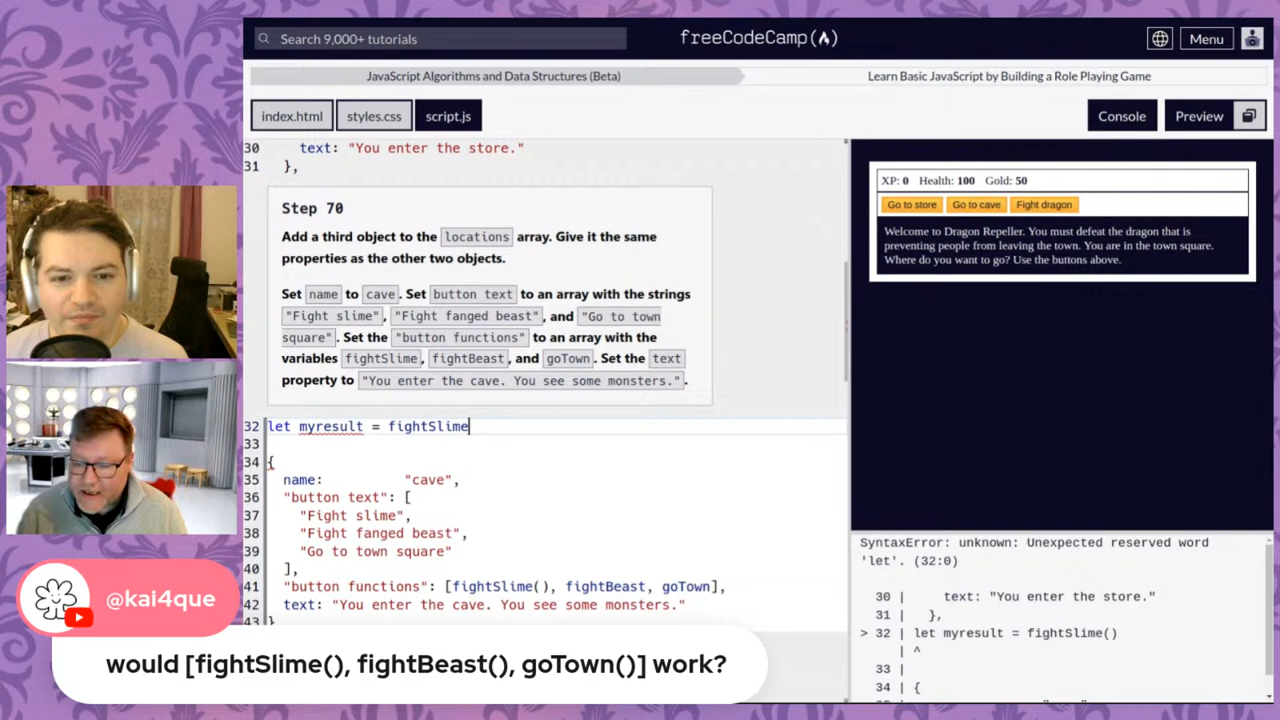 Search 9,000+ tutorials
freeCodeCamp
Menu
JavaScript Algorithms and Data Structures (Beta)
Learn Basic JavaScript by Building a Role Playing Game
index.html
styles.css
script.js
Console
Preview
30 text: "You enter the store."
31 },
Step 70
Add a third object to the locations array. Give it the same
properties as the other two objects.
Set name to cave. Set button text to an array with the strings
"Fight slime", "Fight fanged beast", and "Go to town
square". Set the "button functions" to an array with the
variables fightSlime, fightBeast, and goTown. Set the text
property to "You enter the cave. You see some monsters.".
32 let myresult = fightSlime
33
34 {
35 name: "cave",
36 "button text": [
37 "Fight slime",
38 "Fight fanged beast",
39 "Go to town square"
40 ],
41 "button functions": [fightSlime(), fightBeast, goTown],
42 text: "You enter the cave. You see some monsters."
43 }
XP: 0 Health: 100 Gold: 50
Go to store
Go to cave
Fight dragon
Welcome to Dragon Repeller. You must defeat the dragon that is
preventing people from leaving the town. You are in the town square.
Where do you want to go? Use the buttons above.
SyntaxError: unknown: Unexpected reserved word
'let'. (32:0)
30 | text: "You enter the store."
31 | },
> 32 | let myresult = fightSlime()
| ^
33 |
34 | {
@kai4que
would [fightSlime(), fightBeast(), goTown()] work?